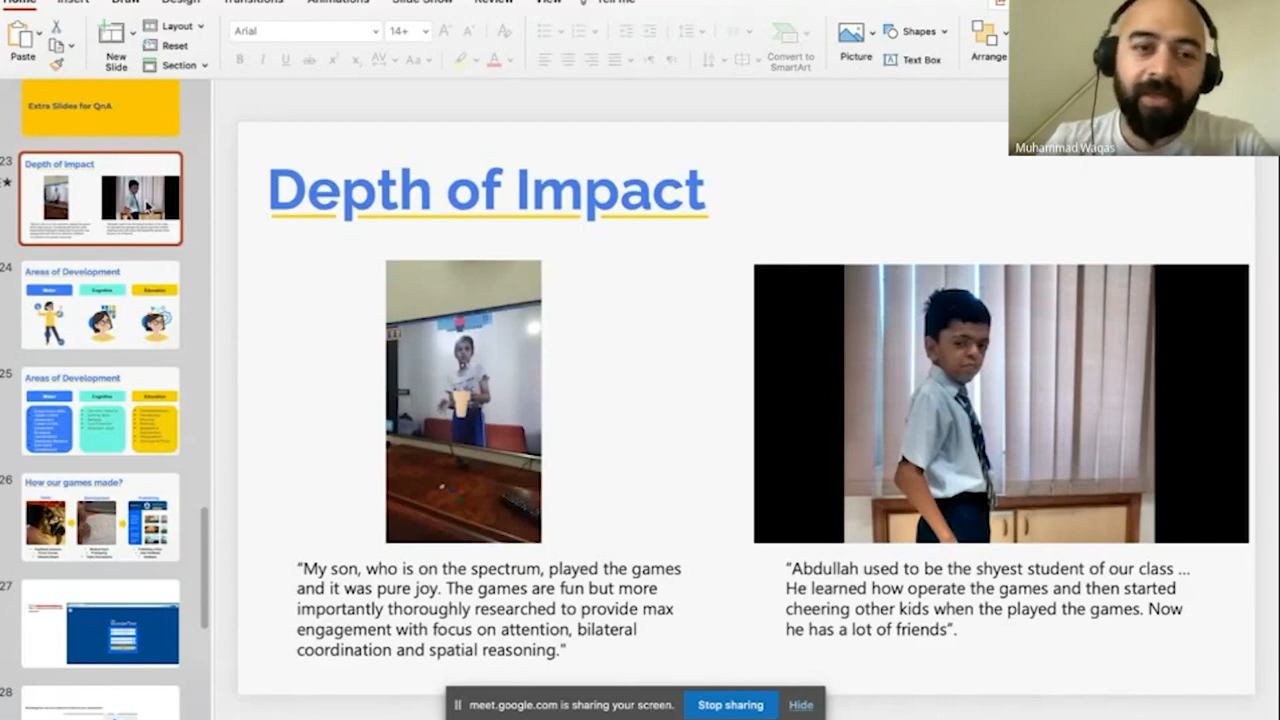 Home Insert Draw Design Transitions Animations Slide Show Review View Tell me
Paste
New
Slide
Layout
Reset
Section
Arial
14+
Convert to
SmartArt
Picture
Shapes
Text Box
Arrange
Muhammad Waqas
Extra Slides for QnA
23
Depth of Impact
24
Areas of Development
Motor Cognitive Education
25
Areas of Development
Motor Cognitive Education
26
How our games made?
27
28
Depth of Impact
“My son, who is on the spectrum, played the games
and it was pure joy. The games are fun but more
importantly thoroughly researched to provide max
engagement with focus on attention, bilateral
coordination and spatial reasoning."
“Abdullah used to be the shyest student of our class ...
He learned how operate the games and then started
cheering other kids when the played the games. Now
he has a lot of friends”.
meet.google.com is sharing your screen.
Stop sharing
Hide